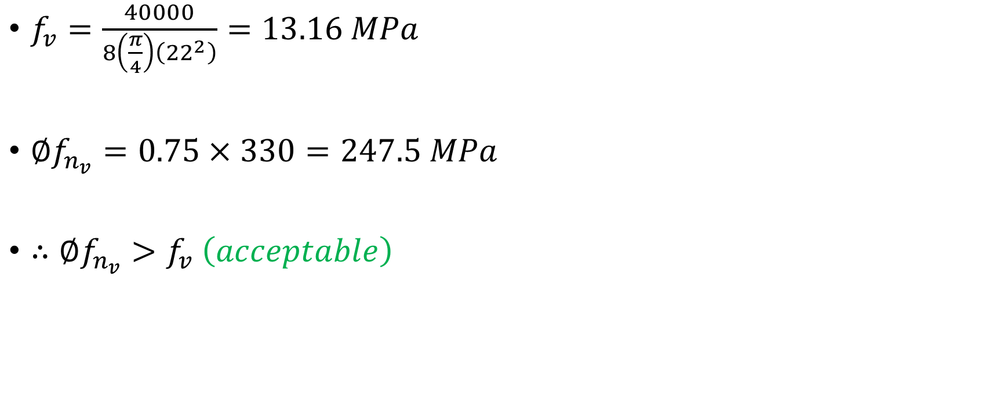 • f_v = 40000 / 8(π/4)(22²) = 13.16 MPa
• ∅f_{n_v} = 0.75 × 330 = 247.5 MPa
• ∴ ∅f_{n_v} > f_v (acceptable)